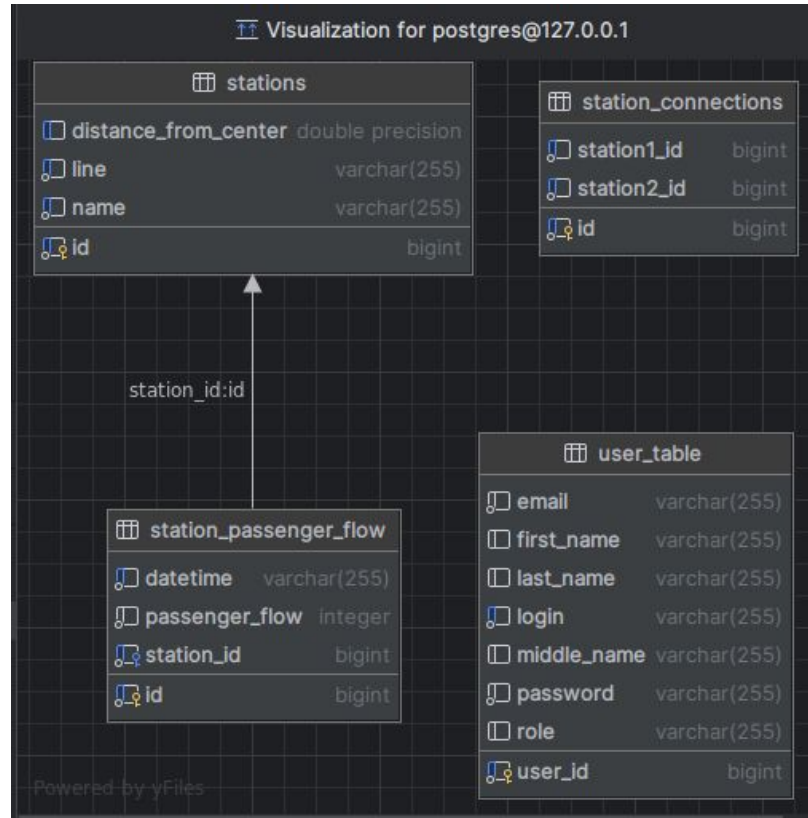 Visualization for postgres@127.0.0.1
stations
distance_from_center double precision
line varchar(255)
name varchar(255)
id bigint
station_connections
station1_id bigint
station2_id bigint
id bigint
station_id:id
station_passenger_flow
datetime varchar(255)
passenger_flow integer
station_id bigint
id bigint
user_table
email varchar(255)
first_name varchar(255)
last_name varchar(255)
login varchar(255)
middle_name varchar(255)
password varchar(255)
role varchar(255)
user_id bigint
Powered by yFiles